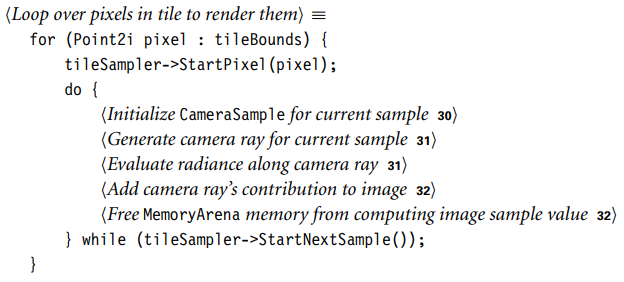 ⟨Loop over pixels in tile to render them⟩ ≡
for (Point2i pixel : tileBounds) {
tileSampler->StartPixel(pixel);
do {
⟨Initialize CameraSample for current sample 30⟩
⟨Generate camera ray for current sample 31⟩
⟨Evaluate radiance along camera ray 31⟩
⟨Add camera ray's contribution to image 32⟩
⟨Free MemoryArena memory from computing image sample value 32⟩
} while (tileSampler->StartNextSample());
}